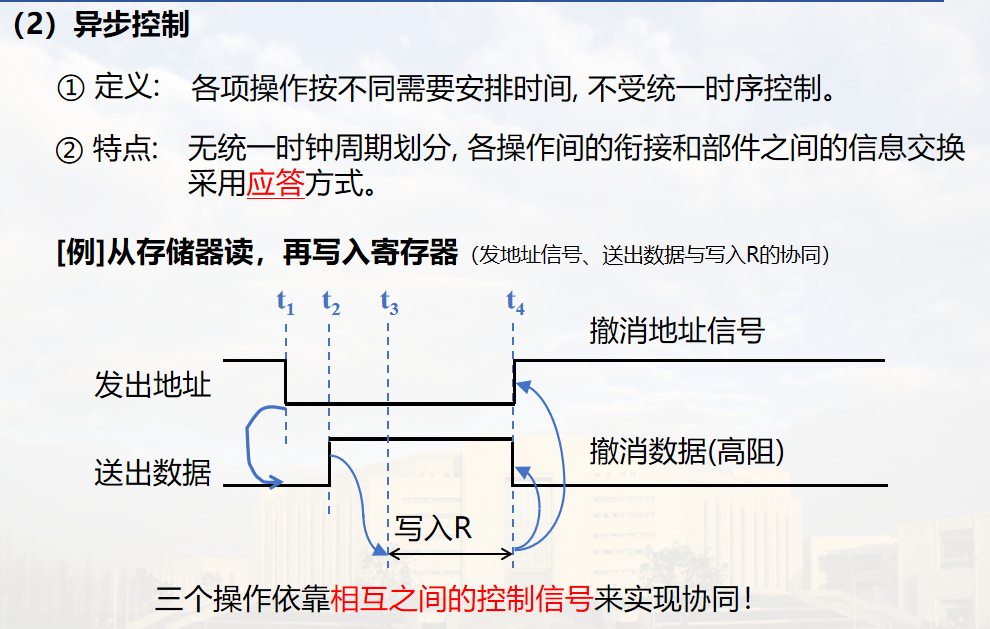 （2）异步控制
① 定义: 各项操作按不同需要安排时间, 不受统一时序控制。
② 特点: 无统一时钟周期划分, 各操作间的衔接和部件之间的信息交换
采用应答方式。
[例]从存储器读，再写入寄存器（发地址信号、送出数据与写入R的协同）
t1 t2 t3 t4
撤消地址信号
发出地址
撤消数据(高阻)
送出数据
写入R
三个操作依靠相互之间的控制信号来实现协同！